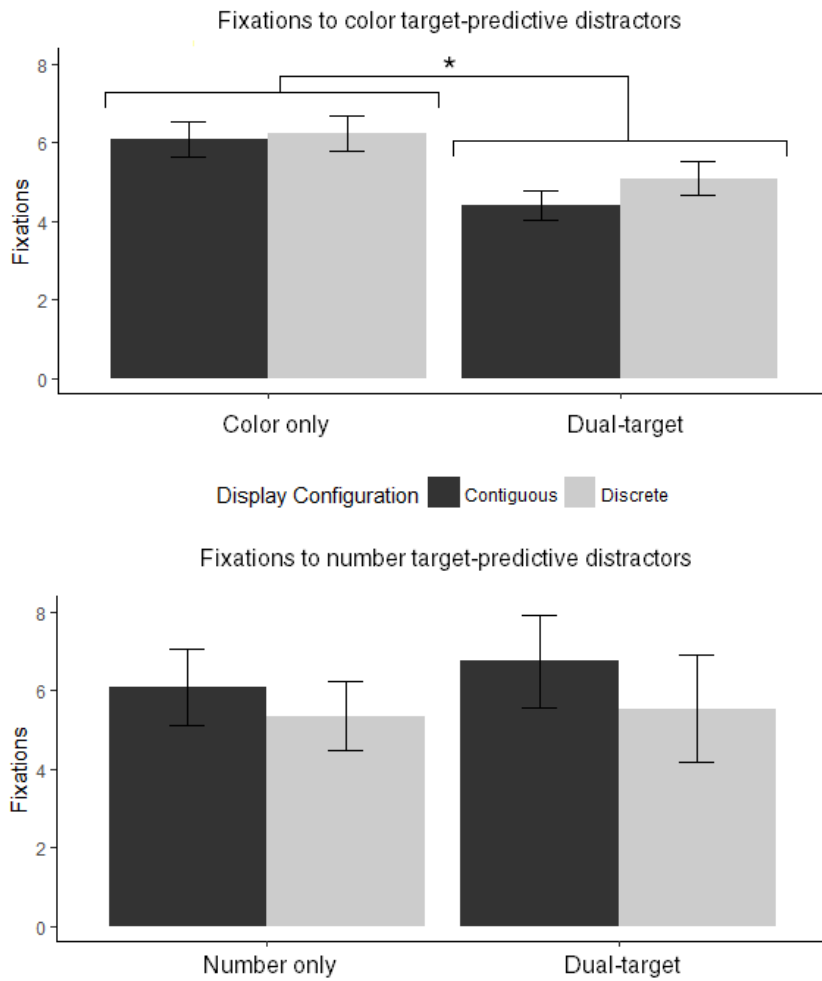 Fixations to color target-predictive distractors
*
8
6
4
2
0
Fixations
Color only Dual-target
Display Configuration Contiguous Discrete
Fixations to number target-predictive distractors
8
6
4
2
0
Fixations
Number only Dual-target